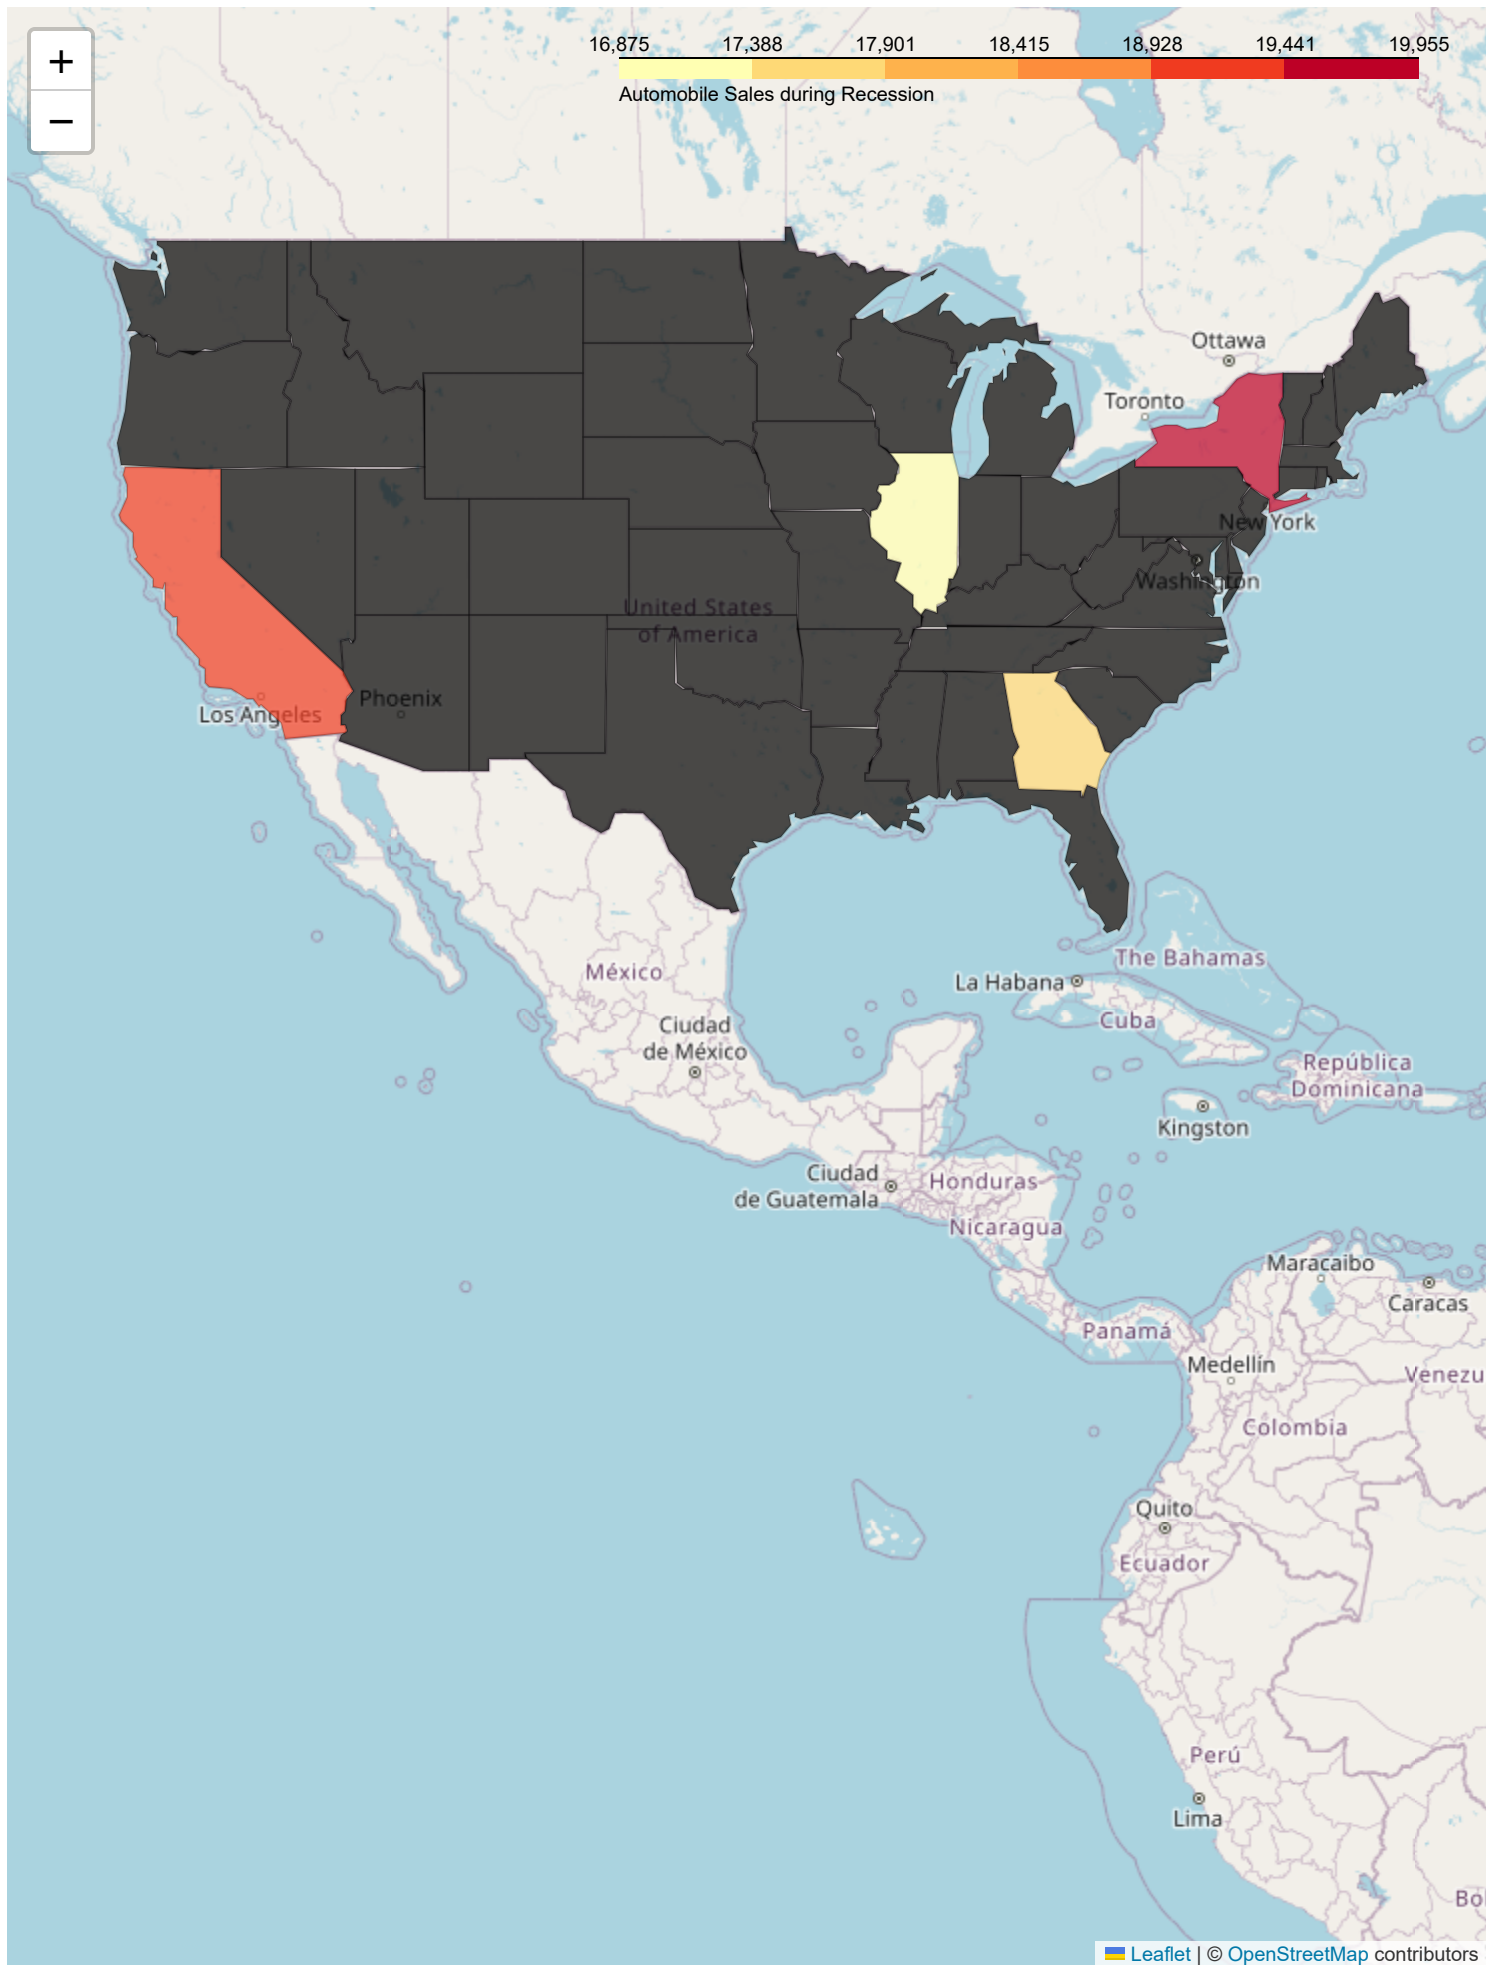 +
−
16,875 17,388 17,901 18,415 18,928 19,441 19,955
Automobile Sales during Recession
Ottawa
Toronto
New York
Washington
United States
of America
Phoenix
Los Angeles
México
The Bahamas
La Habana
Cuba
Ciudad
de México
República
Dominicana
Kingston
Ciudad
de Guatemala
Honduras
Nicaragua
Maracaibo
Caracas
Panamá
Medellín
Venezu
Colombia
Quito
Ecuador
Perú
Lima
Bo
Leaflet | © OpenStreetMap contributors